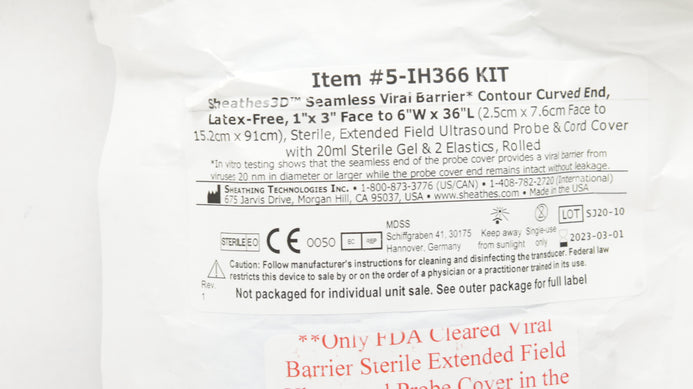 Item #5-IH366 KIT
Sheathes3D™ Seamless Viral Barrier* Contour Curved End,
Latex-Free, 1"x 3" Face to 6"W x 36"L (2.5cm x 7.6cm Face to
15.2cm x 91cm), Sterile, Extended Field Ultrasound Probe & Cord Cover
with 20ml Sterile Gel & 2 Elastics, Rolled
*In vitro testing shows that the seamless end of the probe cover provides a viral barrier from
viruses 20 nm in diameter or larger while the probe cover end remains intact without leakage.
SHEATHING TECHNOLOGIES INC. • 1-800-873-3776 (US/CAN) • 1-408-782-2720 (International)
675 Jarvis Drive, Morgan Hill, CA 95037, USA • www.sheathes.com • Made in the USA
STERILE EO CE 0050 EC REP
MDSS
Schiffgraben 41, 30175
Hannover, Germany
Keep away
from sunlight
Single-use
only
LOT SJ20-10
2023-03-01
Rev.
1
Caution: Follow manufacturer's instructions for cleaning and disinfecting the transducer. Federal law
restricts this device to sale by or on the order of a physician or a practitioner trained in its use.
Not packaged for individual unit sale. See outer package for full label
**Only FDA Cleared Viral
Barrier Sterile Extended Field
Ultrasound Probe Cover in the